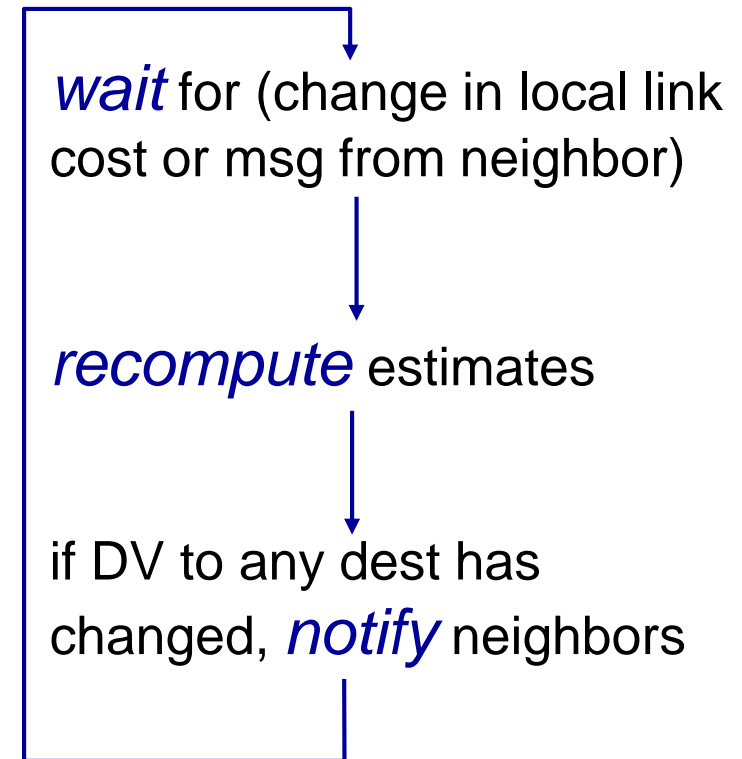 wait for (change in local link
cost or msg from neighbor)
recompute estimates
if DV to any dest has
changed, notify neighbors